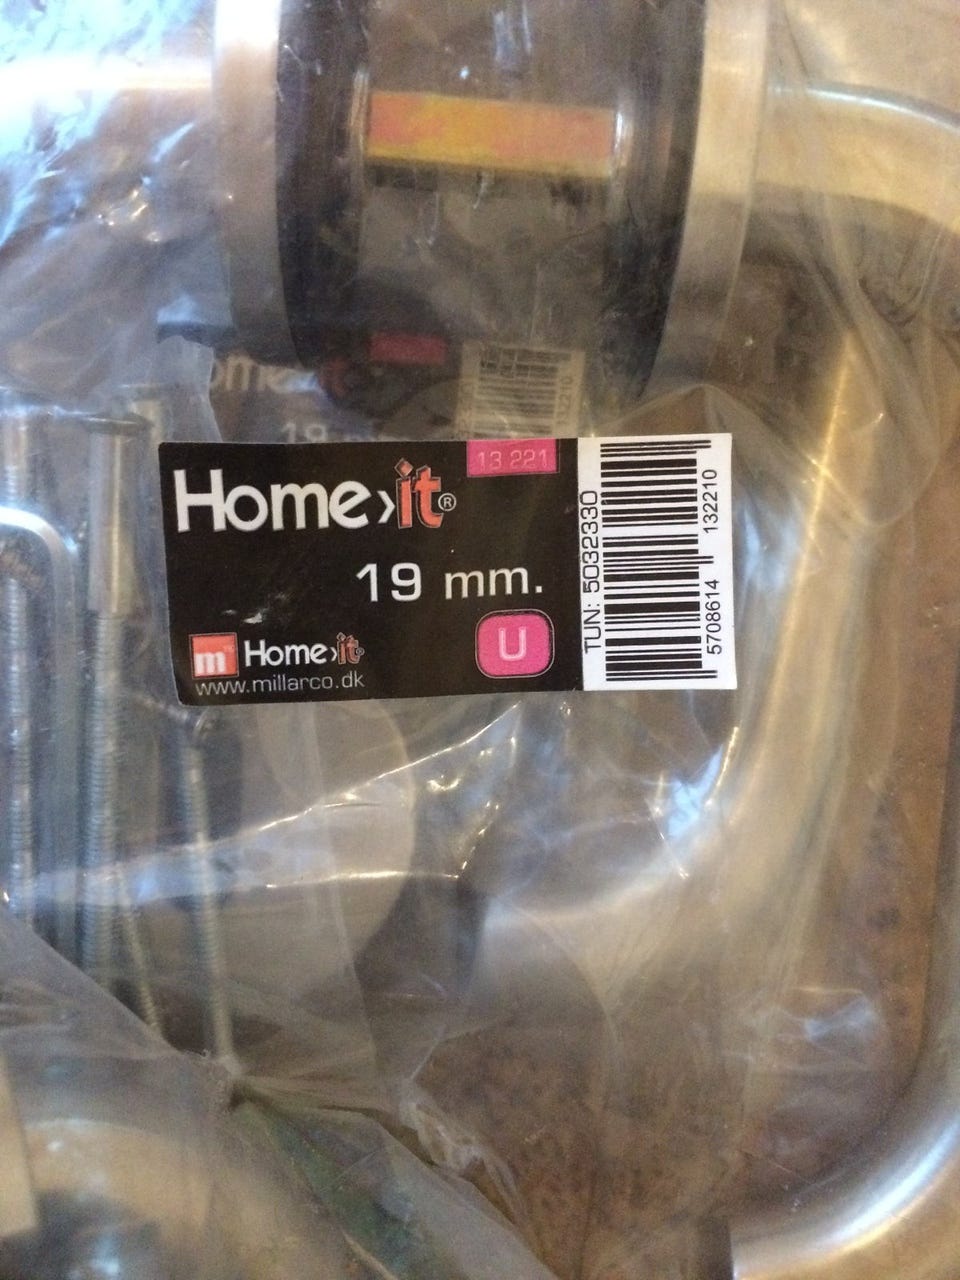 13 221
Home›it®
19 mm.
U
m Home›it®
www.millarco.dk
TUN: 5032330
5708614 132210